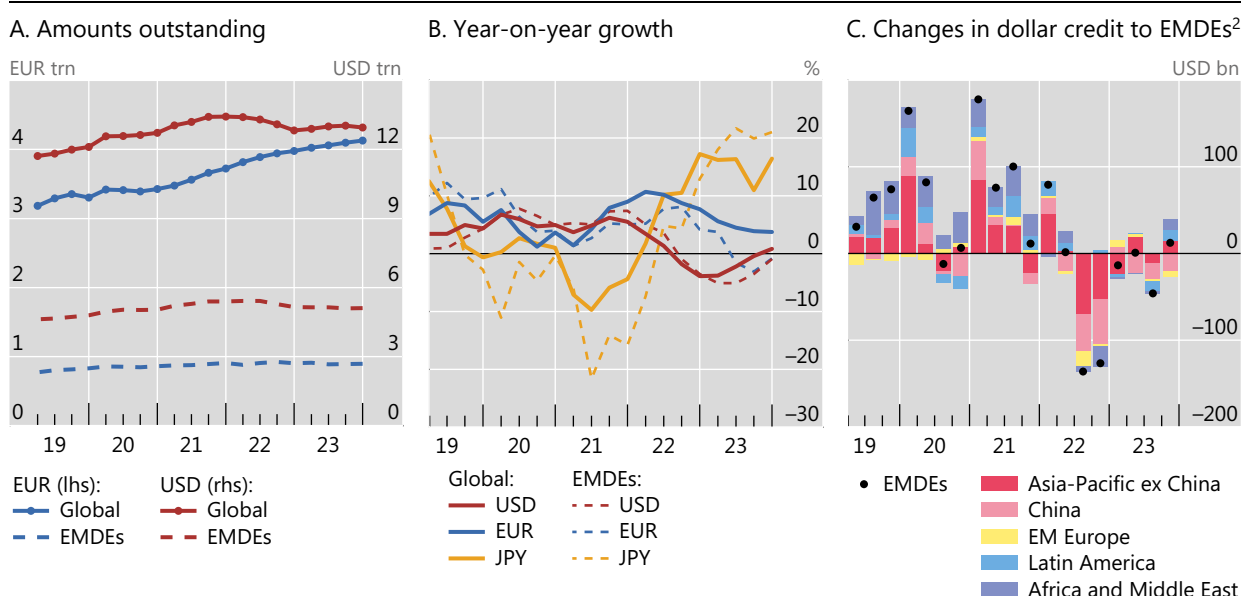 A. Amounts outstanding
EUR trn
USD trn
4
3
2
1
0
12
9
6
3
0
19
20
21
22
23
EUR (lhs):
Global
EMDEs
USD (rhs):
Global
EMDEs
B. Year-on-year growth
%
20
10
0
–10
–20
–30
19
20
21
22
23
Global:
USD
EUR
JPY
EMDEs:
USD
EUR
JPY
C. Changes in dollar credit to EMDEs²
USD bn
100
0
–100
–200
19
20
21
22
23
EMDEs
Asia-Pacific ex China
China
EM Europe
Latin America
Africa and Middle East